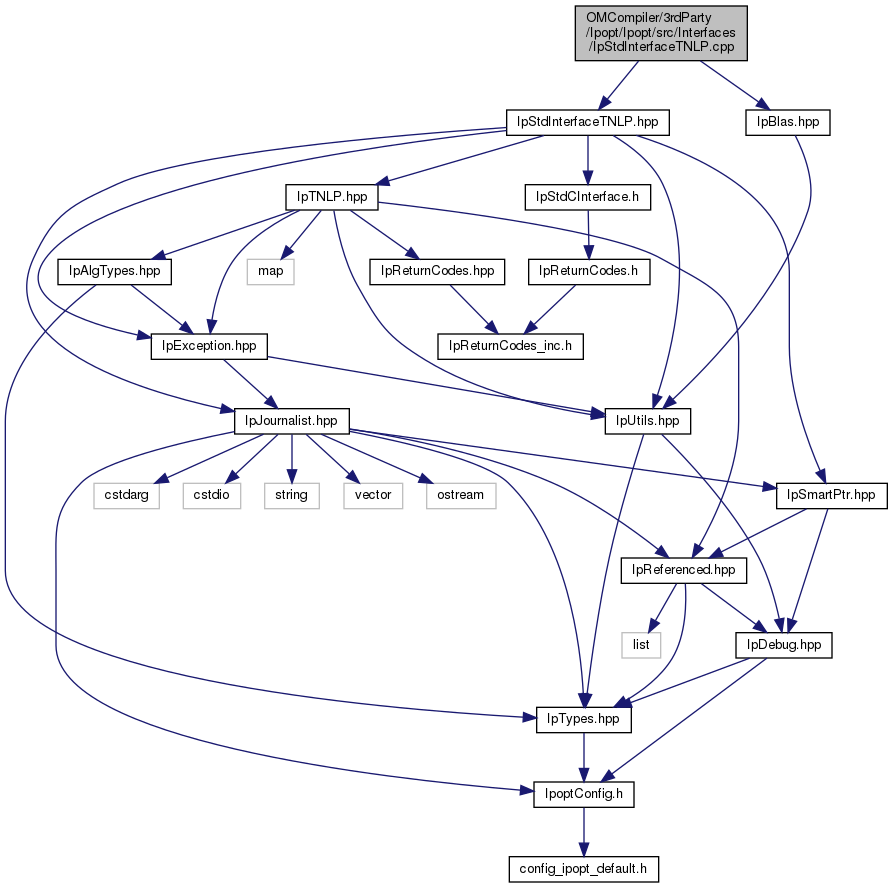 OMCompiler/3rdParty
/Ipopt/Ipopt/src/Interfaces
/IpStdInterfaceTNLP.cpp
IpStdInterfaceTNLP.hpp
IpBlas.hpp
IpTNLP.hpp
IpStdCInterface.h
IpAlgTypes.hpp
map
IpReturnCodes.hpp
IpReturnCodes.h
IpException.hpp
IpReturnCodes_inc.h
IpJournalist.hpp
IpUtils.hpp
cstdarg
cstdio
string
vector
ostream
IpSmartPtr.hpp
IpReferenced.hpp
list
IpDebug.hpp
IpTypes.hpp
IpoptConfig.h
config_ipopt_default.h